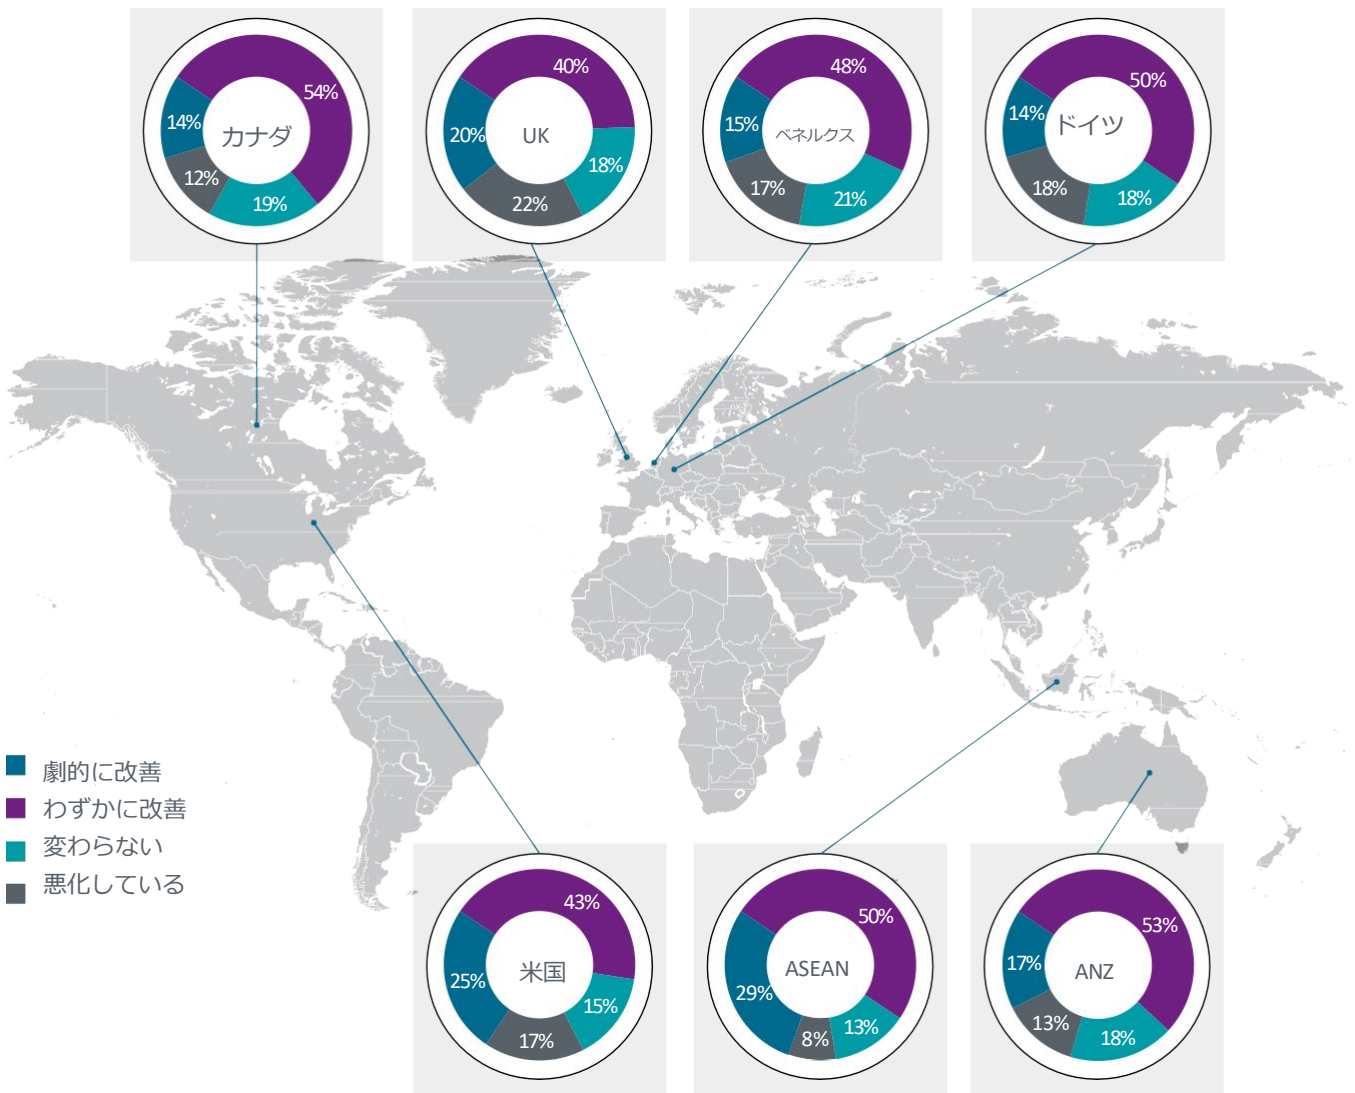 54%
14%
カナダ
12%
19%
40%
20%
UK
18%
22%
48%
15%
ベネルクス
17%
21%
50%
14%
ドイツ
18%
18%
劇的に改善
わずかに改善
変わらない
悪化している
43%
25%
米国
15%
17%
50%
29%
ASEAN
13%
8%
53%
17%
ANZ
13%
18%